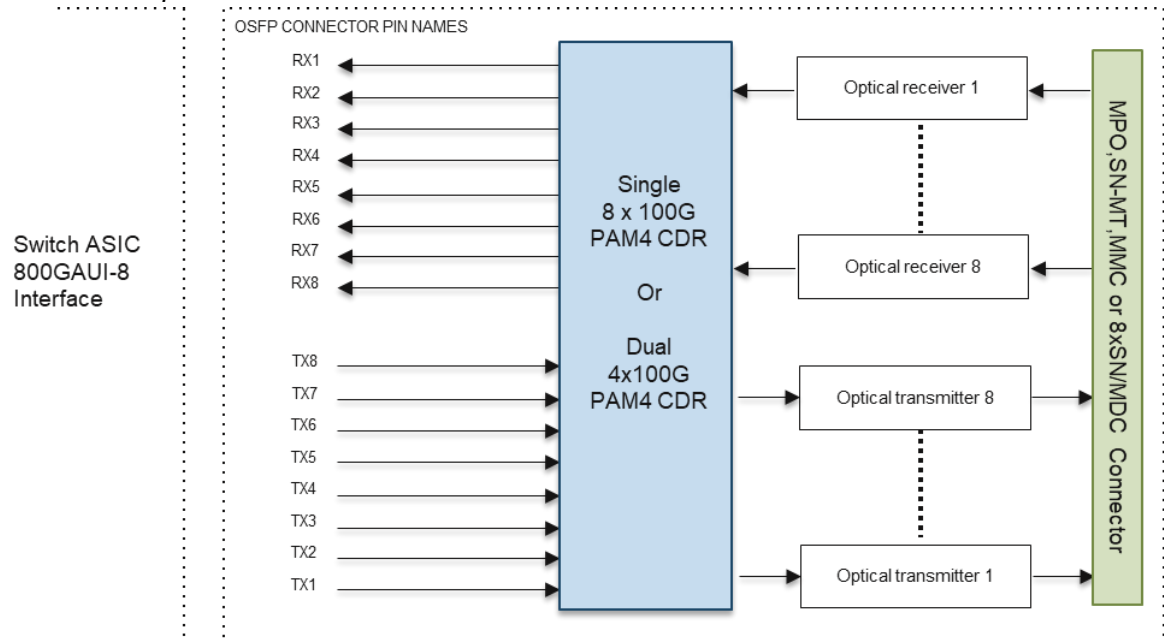 OSFP CONNECTOR PIN NAMES
RX1
RX2
RX3
RX4
RX5
RX6
RX7
RX8
TX8
TX7
TX6
TX5
TX4
TX3
TX2
TX1
Switch ASIC
800GAUI-8
Interface
Single
8 x 100G
PAM4 CDR
Or
Dual
4x100G
PAM4 CDR
Optical receiver 1
Optical receiver 8
Optical transmitter 8
Optical transmitter 1
MPO,SN-MT,MMC or 8xSN/MDC Connector